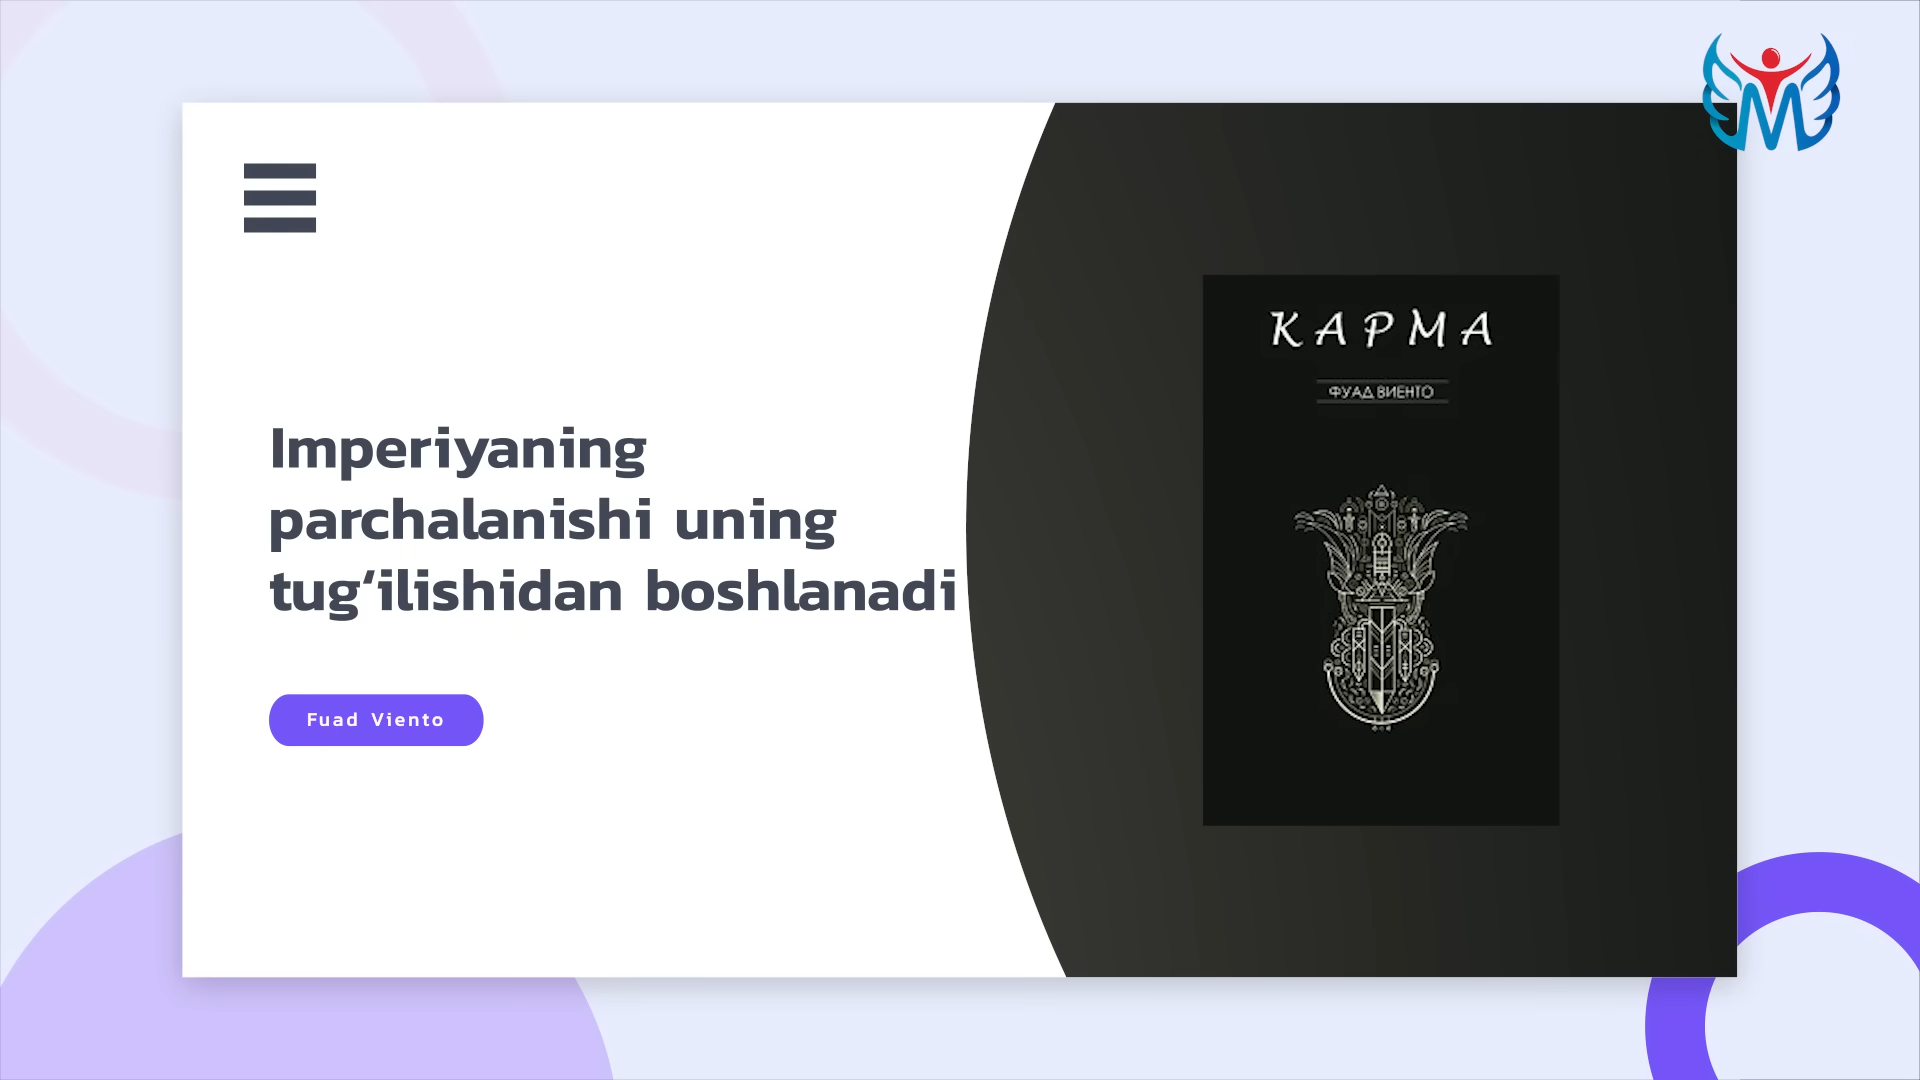 Imperiyaning
parchalanishi uning
tug‘ilishidan boshlanadi
Fuad Viento
КАРМА
ФУАД ВИЕНТО
M